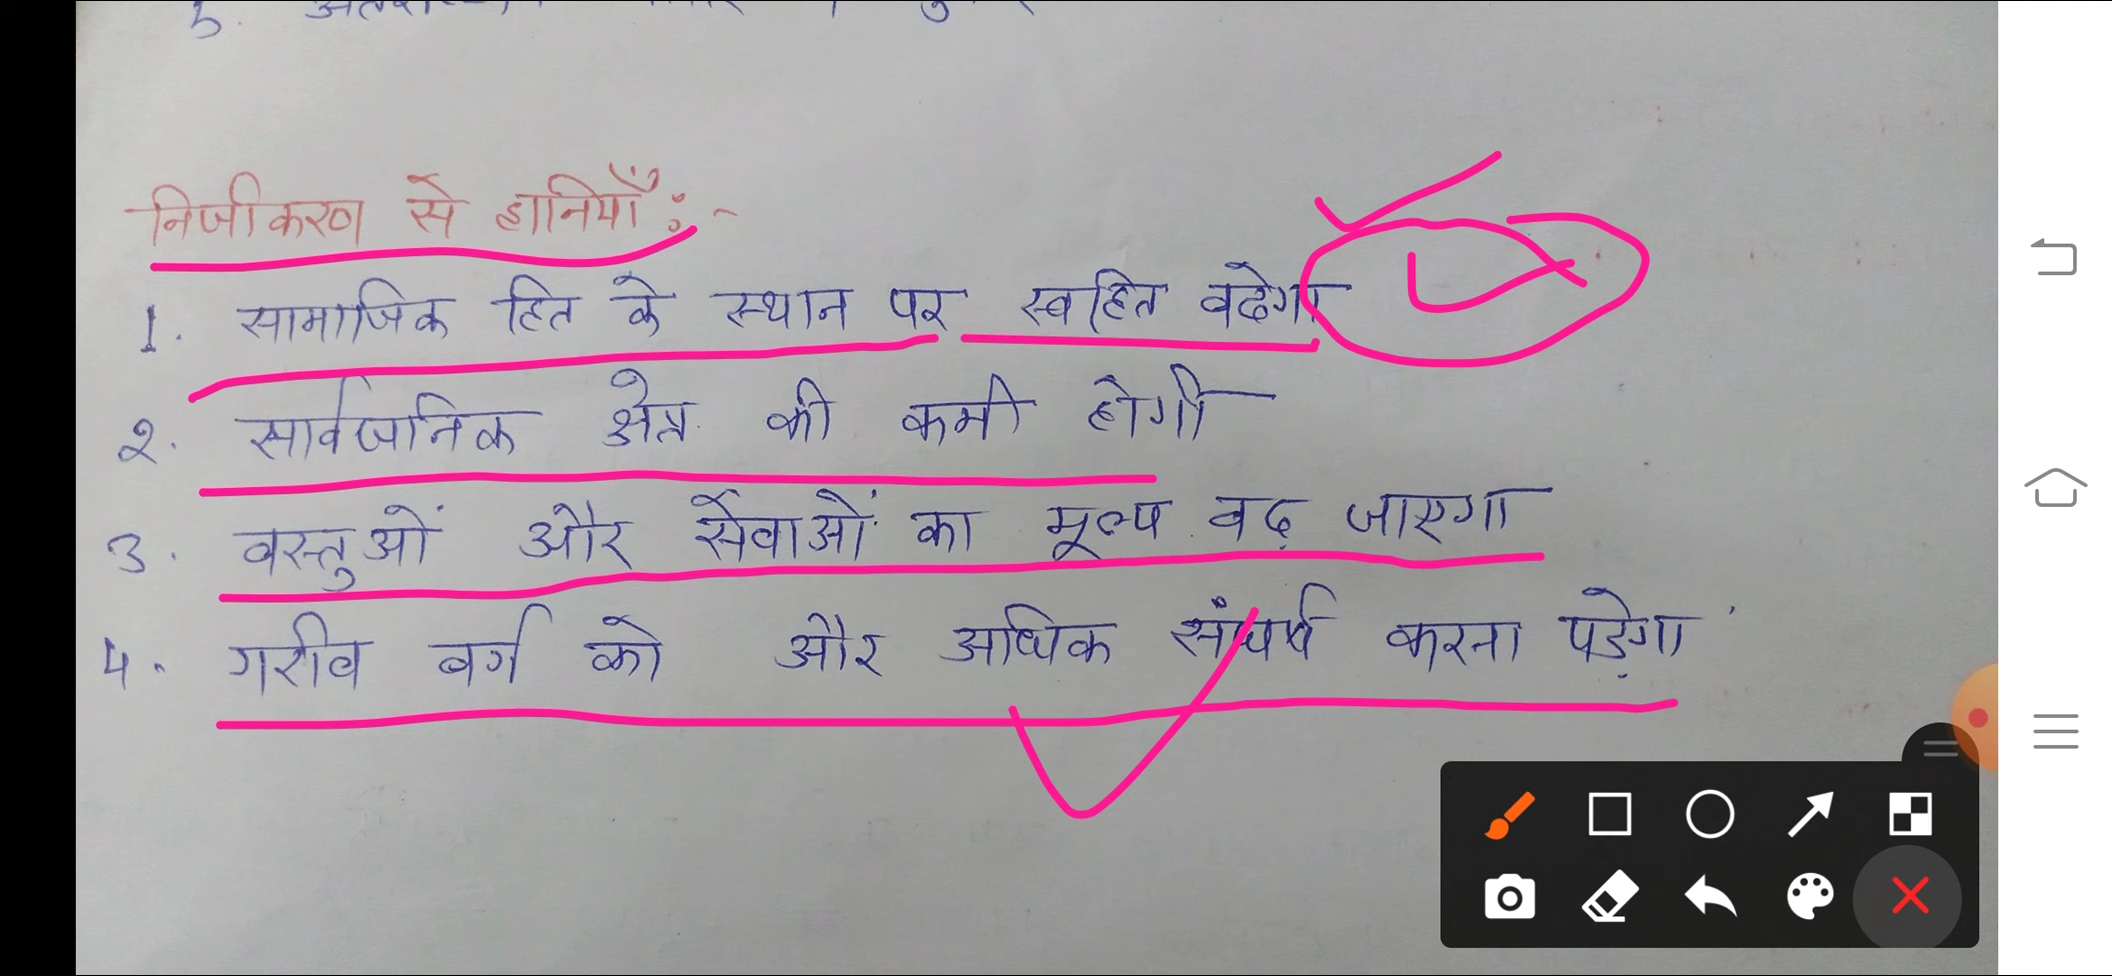 5.
निजीकरण से हानियाँ :-
1. सामाजिक हित के स्थान पर स्वहित बढेगा
2. सार्वजनिक क्षेत्र की कमी होगी
3. वस्तुओं और सेवाओं का मूल्य बढ़ जाएगा
4. गरीब वर्ग को और अधिक संघर्ष करना पड़ेगा